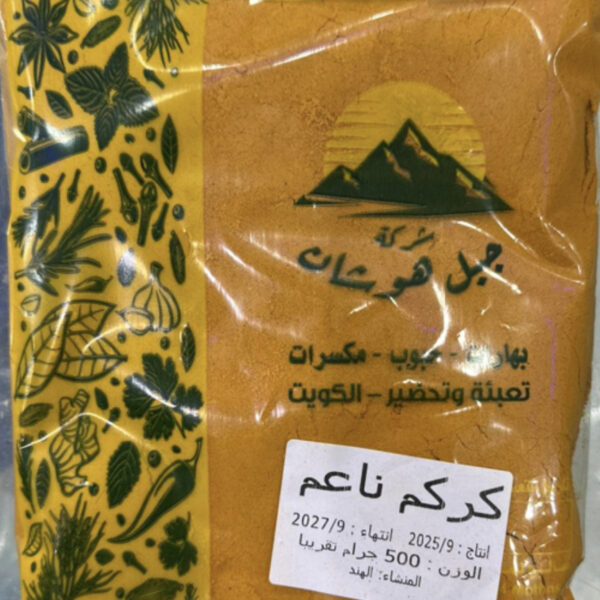 شركة
جبل هوشان
بهارات - حبوب - مكسرات
تعبئة وتحضير - الكويت
كركم ناعم
انتاج : 2025/9 انتهاء : 2027/9
الوزن : 500 جرام تقريبا
المنشاء: الهند